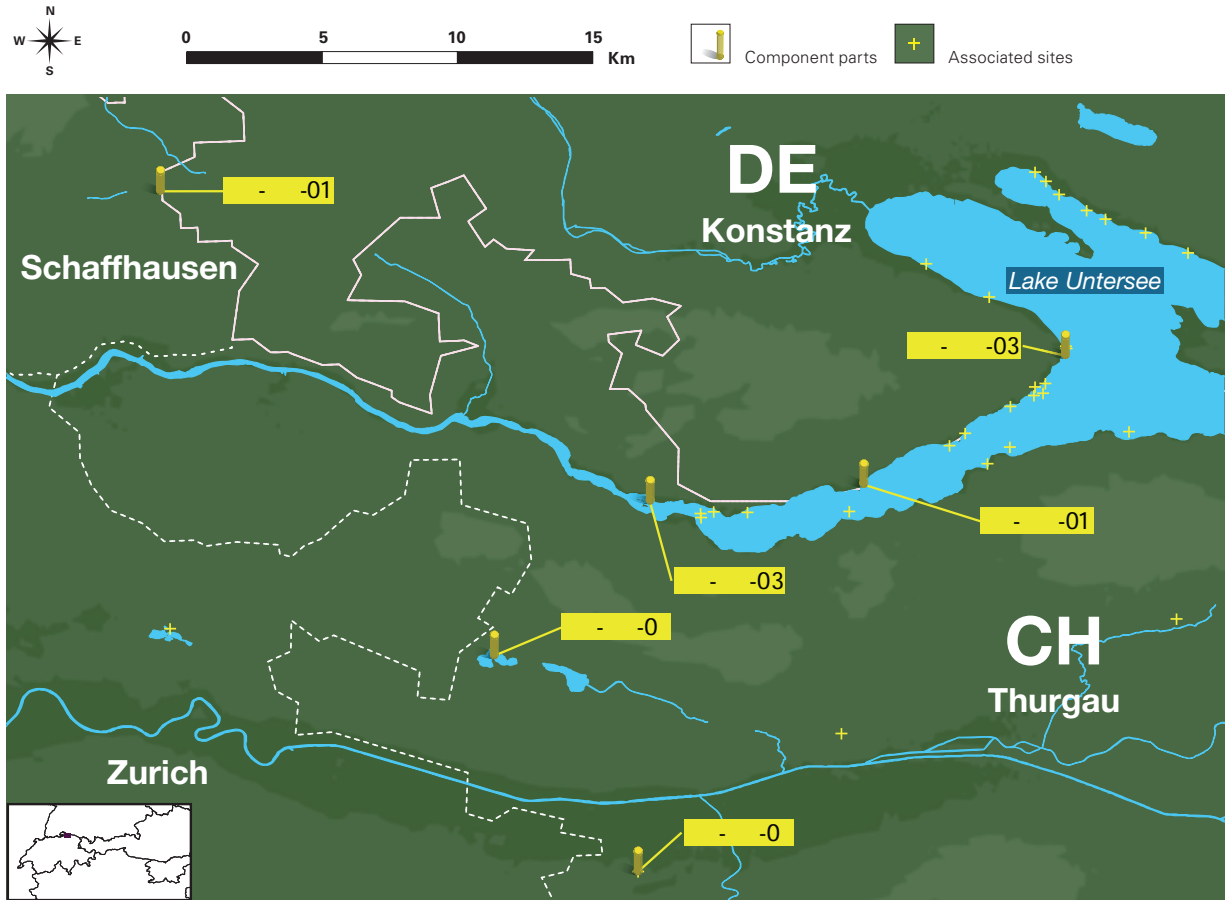 N
W E
S
0 5 10 15
Km
Component parts
Associated sites
DE
Konstanz
- -01
Schaffhausen
Lake Untersee
- -03
- -01
- -03
- -0
CH
Thurgau
Zurich
- -0